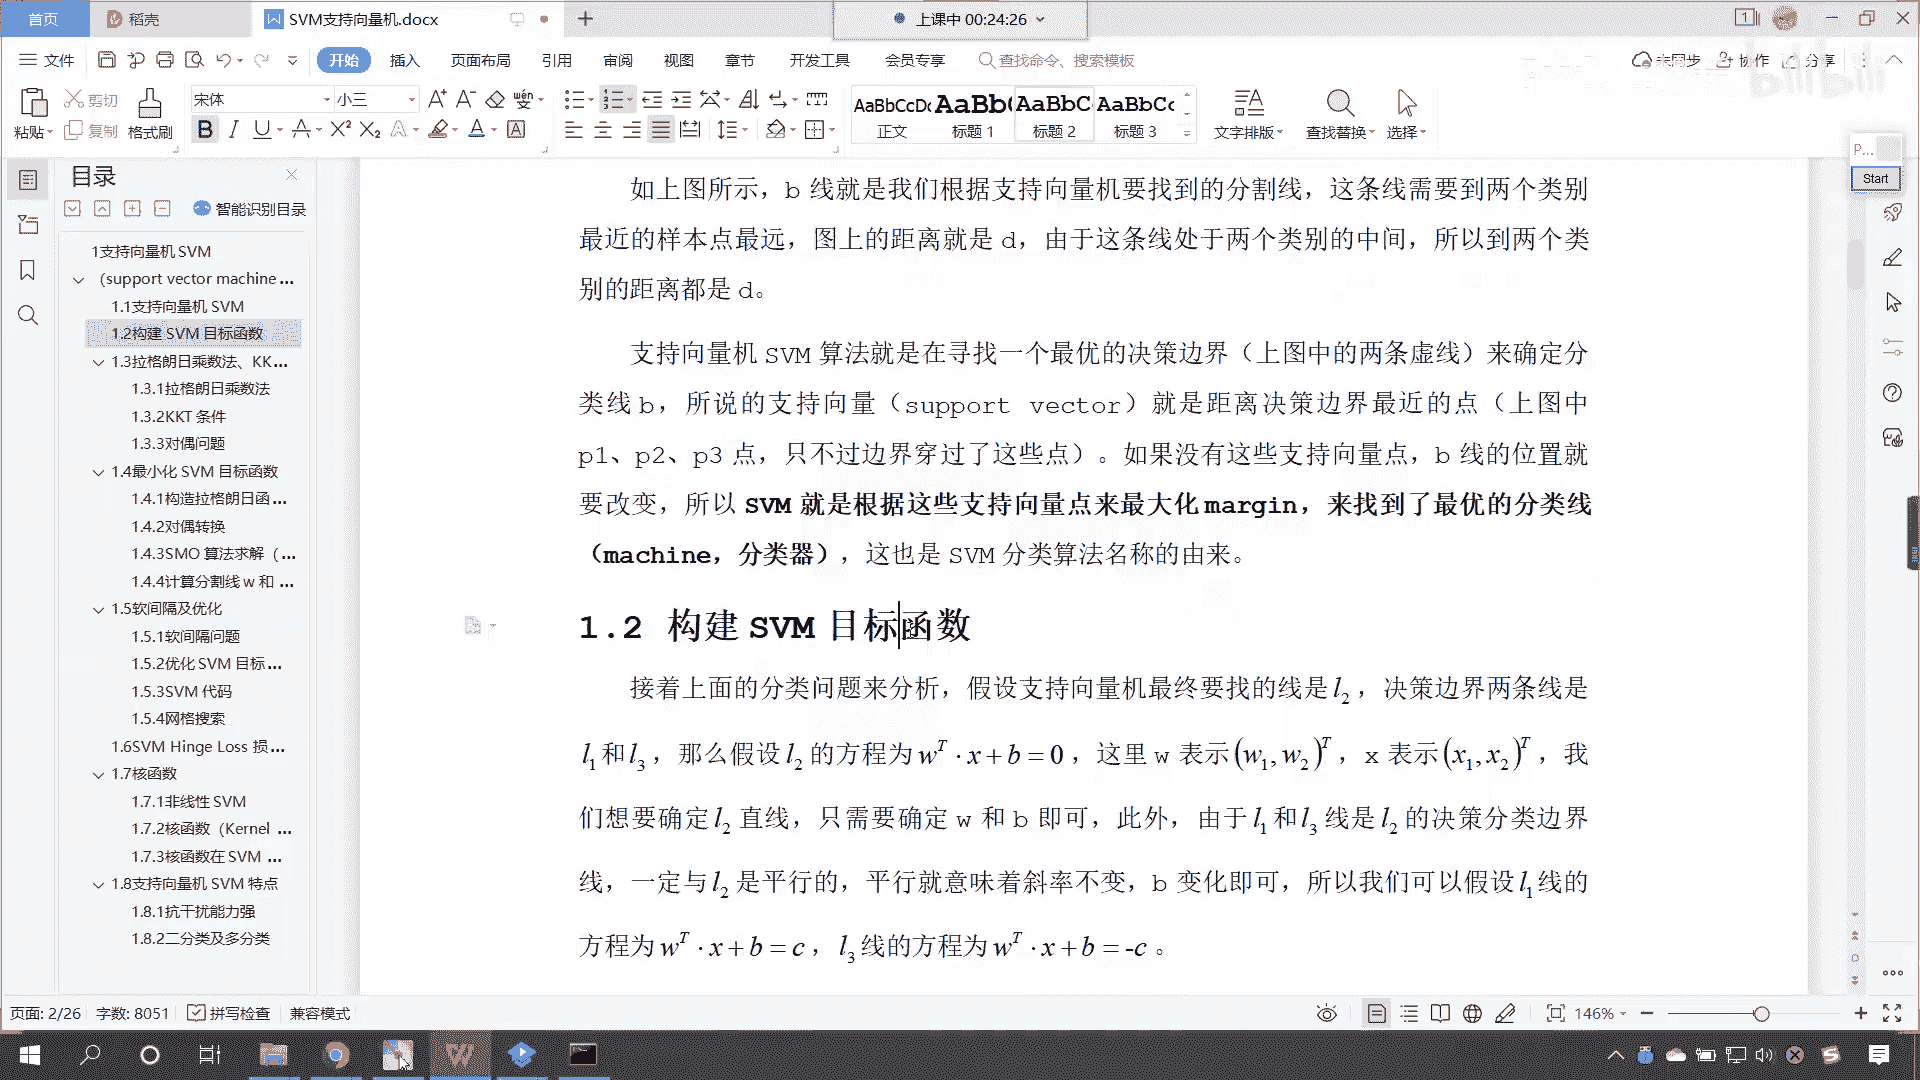 首页 稻壳 SVM支持向量机.docx 上课中 00:24:26
文件 开始 插入 页面布局 引用 审阅 视图 章节 开发工具 会员专享 查找命令、搜索模板 未同步 协作 分享
bilibili
粘贴 剪切 复制 格式刷 宋体 小三
AaBbCcDc AaBb AaBbC AaBbCc
正文 标题 1 标题 2 标题 3 文字排版 查找替换 选择
P...
Start
目录
智能识别目录
1支持向量机 SVM
(support vector machine ...
1.1支持向量机 SVM
1.2构建 SVM 目标函数
1.3拉格朗日乘数法、KK...
1.3.1拉格朗日乘数法
1.3.2KKT 条件
1.3.3对偶问题
1.4最小化 SVM 目标函数
1.4.1构造拉格朗日函...
1.4.2对偶转换
1.4.3SMO 算法求解（...
1.4.4计算分割线 w 和 ...
1.5软间隔及优化
1.5.1软间隔问题
1.5.2优化 SVM 目标...
1.5.3SVM 代码
1.5.4网格搜索
1.6SVM Hinge Loss 损...
1.7核函数
1.7.1非线性 SVM
1.7.2核函数（Kernel ...
1.7.3核函数在 SVM ...
1.8支持向量机 SVM 特点
1.8.1抗干扰能力强
1.8.2二分类及多分类
如上图所示，b 线就是我们根据支持向量机要找到的分割线，这条线需要到两个类别
最近的样本点最远，图上的距离就是 d，由于这条线处于两个类别的中间，所以到两个类
别的距离都是 d。
支持向量机 SVM 算法就是在寻找一个最优的决策边界（上图中的两条虚线）来确定分
类线 b，所说的支持向量（support vector）就是距离决策边界最近的点（上图中
p1、p2、p3 点，只不过边界穿过了这些点）。如果没有这些支持向量点，b 线的位置就
要改变，所以 SVM 就是根据这些支持向量点来最大化 margin，来找到了最优的分类线
（machine，分类器），这也是 SVM 分类算法名称的由来。
1.2 构建 SVM 目标函数
接着上面的分类问题来分析，假设支持向量机最终要找的线是 l₂，决策边界两条线是
l₁和 l₃，那么假设 l₂ 的方程为 wᵀ · x + b = 0，这里 w 表示 (w₁, w₂)ᵀ，x 表示 (x₁, x₂)ᵀ，我
们想要确定 l₂ 直线，只需要确定 w 和 b 即可，此外，由于 l₁ 和 l₃ 线是 l₂ 的决策分类边界
线，一定与 l₂ 是平行的，平行就意味着斜率不变，b 变化即可，所以我们可以假设 l₁ 线的
方程为 wᵀ · x + b = c，l₃ 线的方程为 wᵀ · x + b = -c。
页面: 2/26 字数: 8051 拼写检查 兼容模式 146%